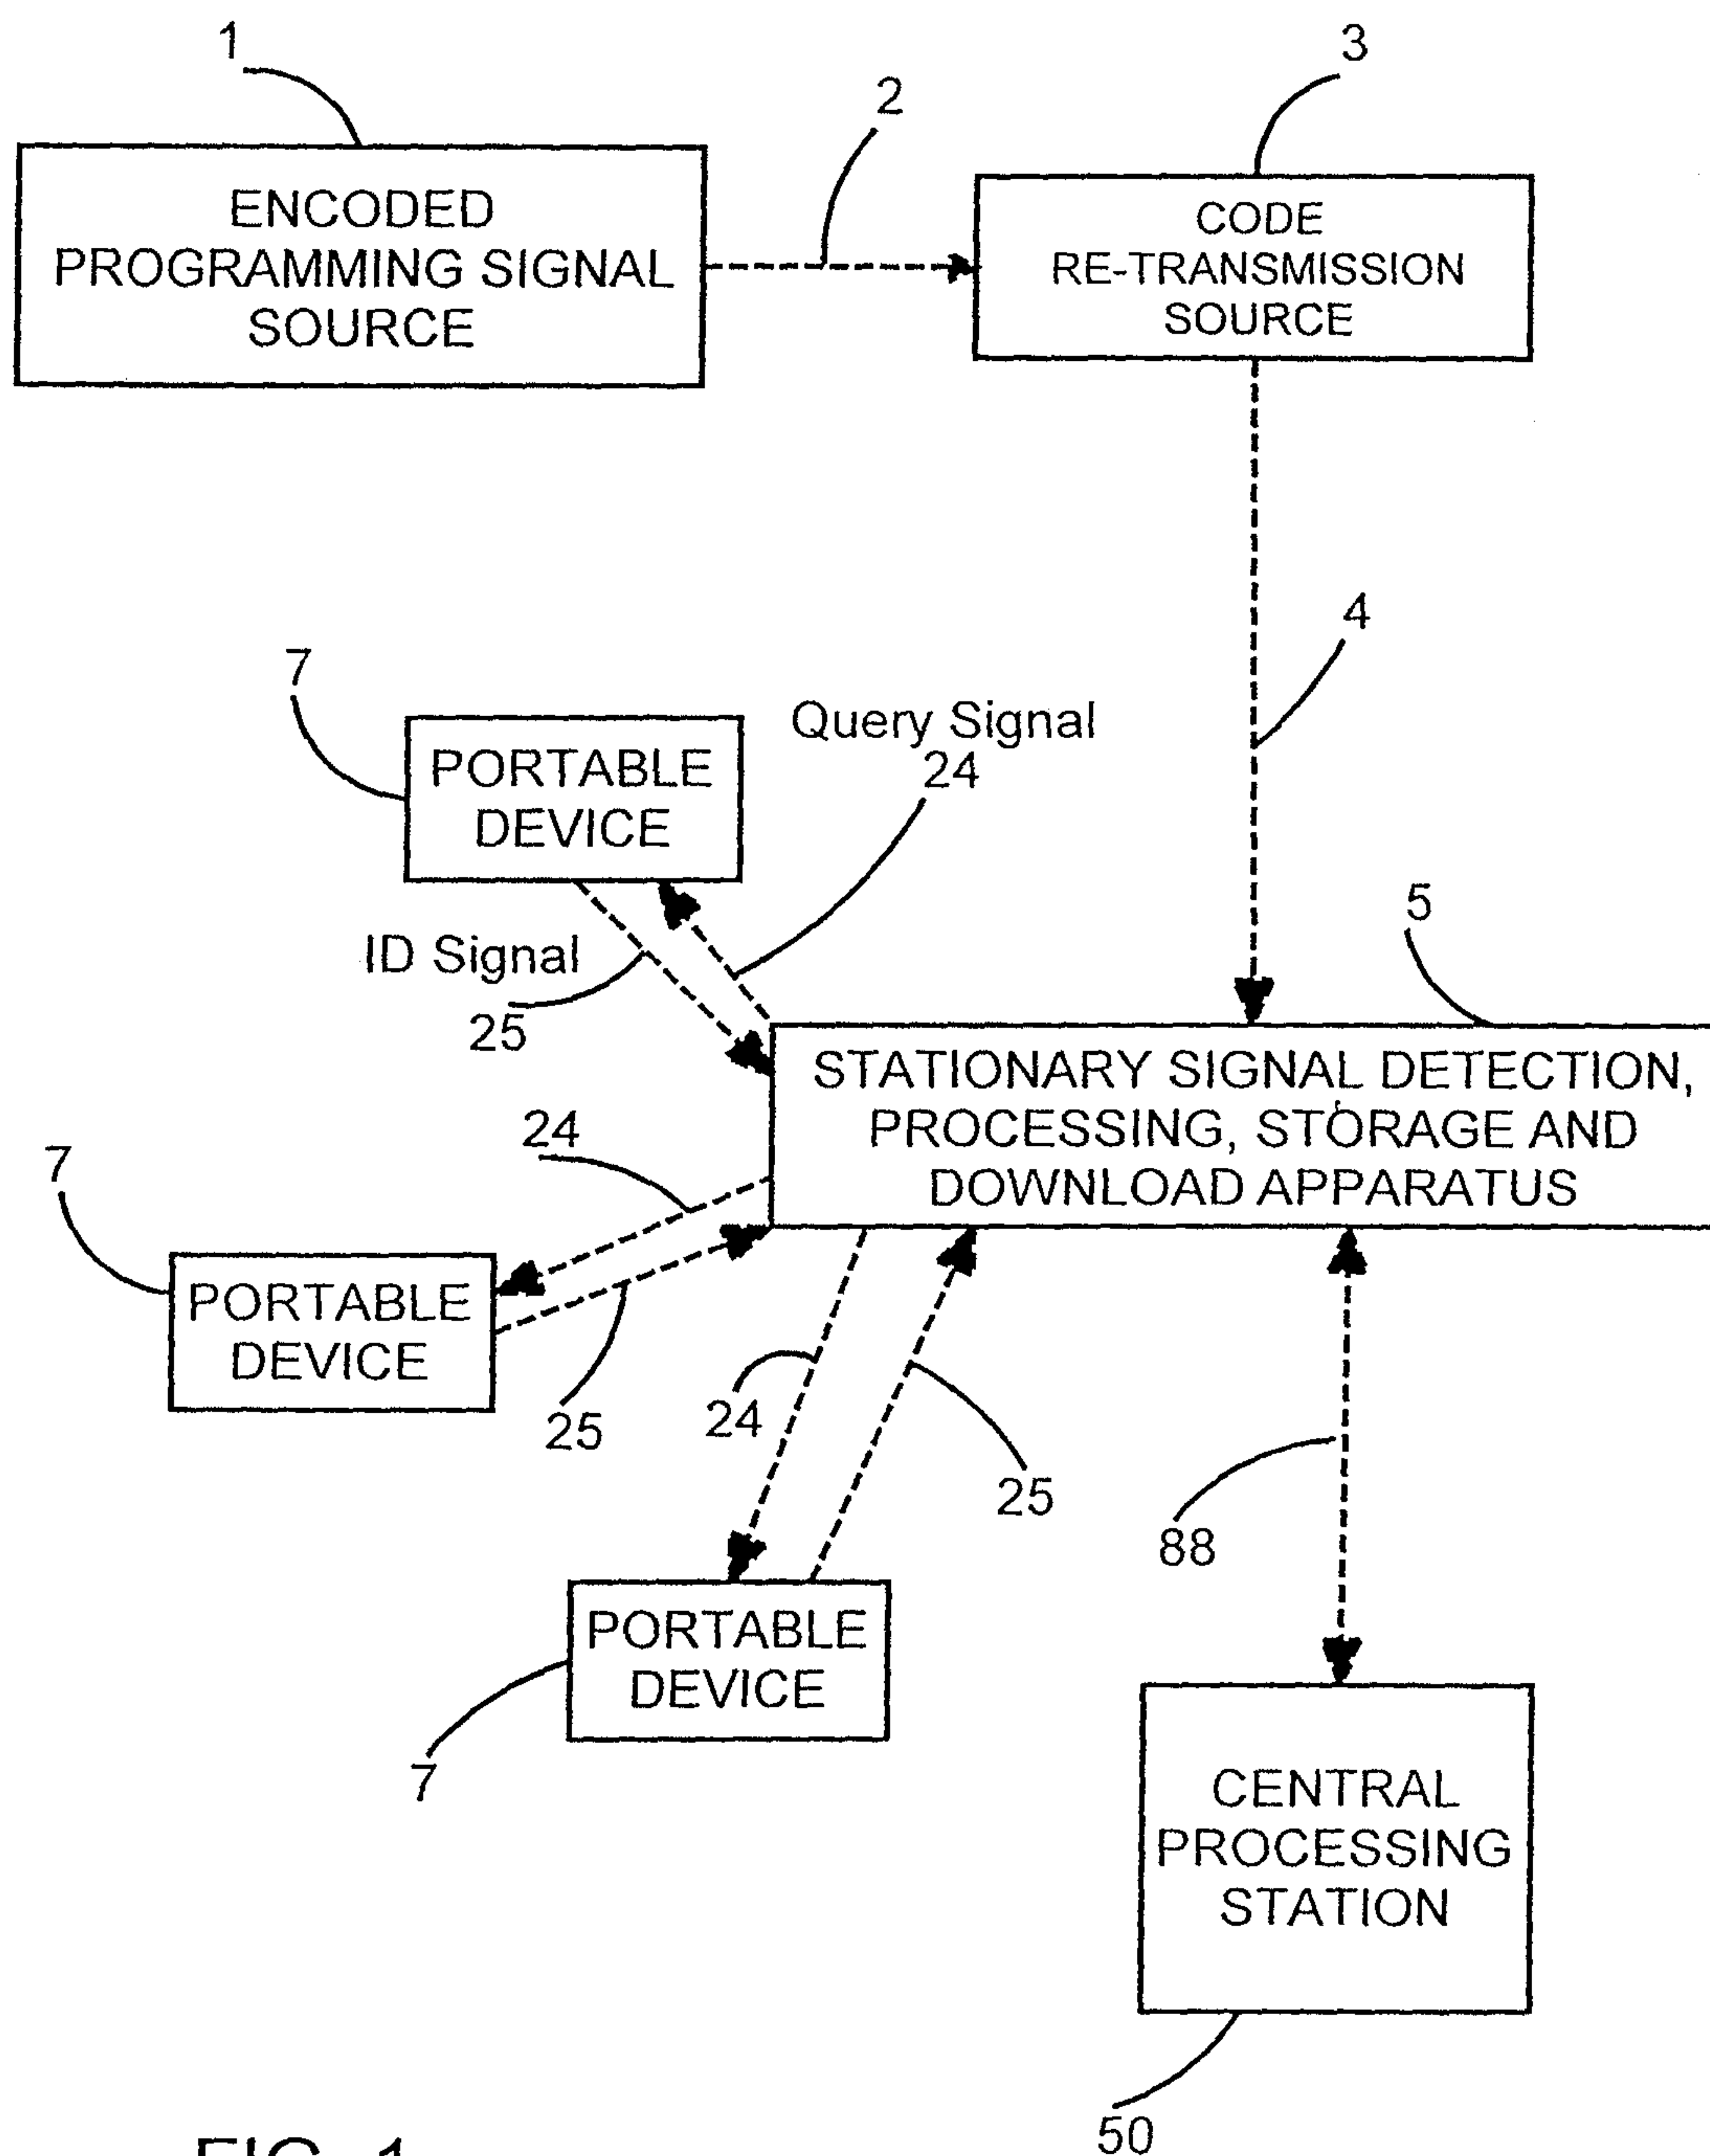 1
2
3
ENCODED
PROGRAMMING SIGNAL
SOURCE
CODE
RE-TRANSMISSION
SOURCE
4
7
PORTABLE
DEVICE
Query Signal
24
ID Signal
25
5
STATIONARY SIGNAL DETECTION,
PROCESSING, STORAGE AND
DOWNLOAD APPARATUS
24
7
PORTABLE
DEVICE
25
24
25
88
PORTABLE
DEVICE
7
CENTRAL
PROCESSING
STATION
50
FIG. 1